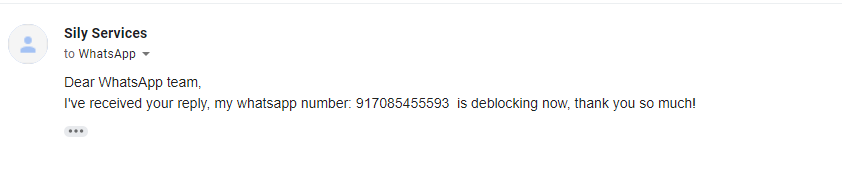 Sily Services
to WhatsApp
Dear WhatsApp team,
I've received your reply, my whatsapp number: 917085455593 is deblocking now, thank you so much!